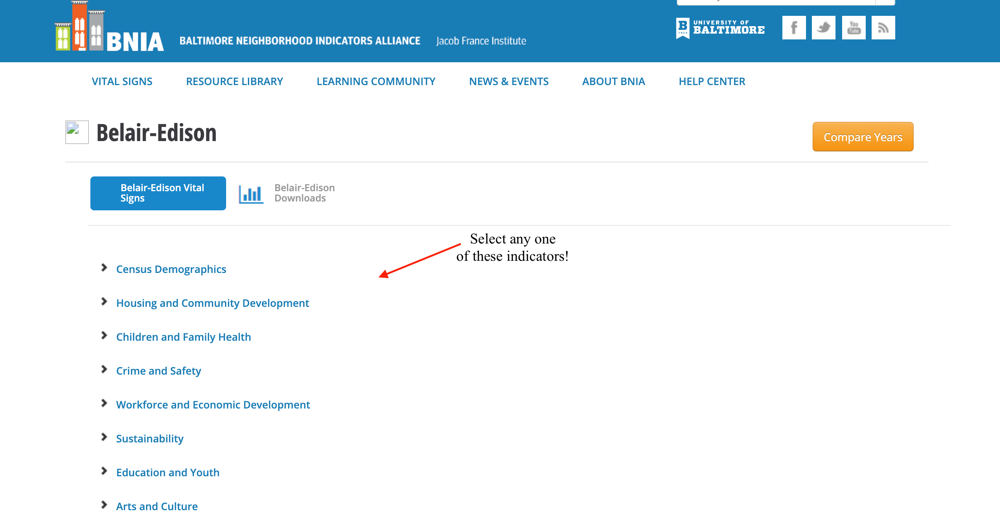 BNIA
BALTIMORE NEIGHBORHOOD INDICATORS ALLIANCE Jacob France Institute
UNIVERSITY OF
BALTIMORE
B
1925
f
You
Tube
VITAL SIGNS RESOURCE LIBRARY LEARNING COMMUNITY NEWS & EVENTS ABOUT BNIA HELP CENTER
Belair-Edison
Compare Years
Belair-Edison Vital
Signs
Belair-Edison
Downloads
Select any one
of these indicators!
Census Demographics
Housing and Community Development
Children and Family Health
Crime and Safety
Workforce and Economic Development
Sustainability
Education and Youth
Arts and Culture